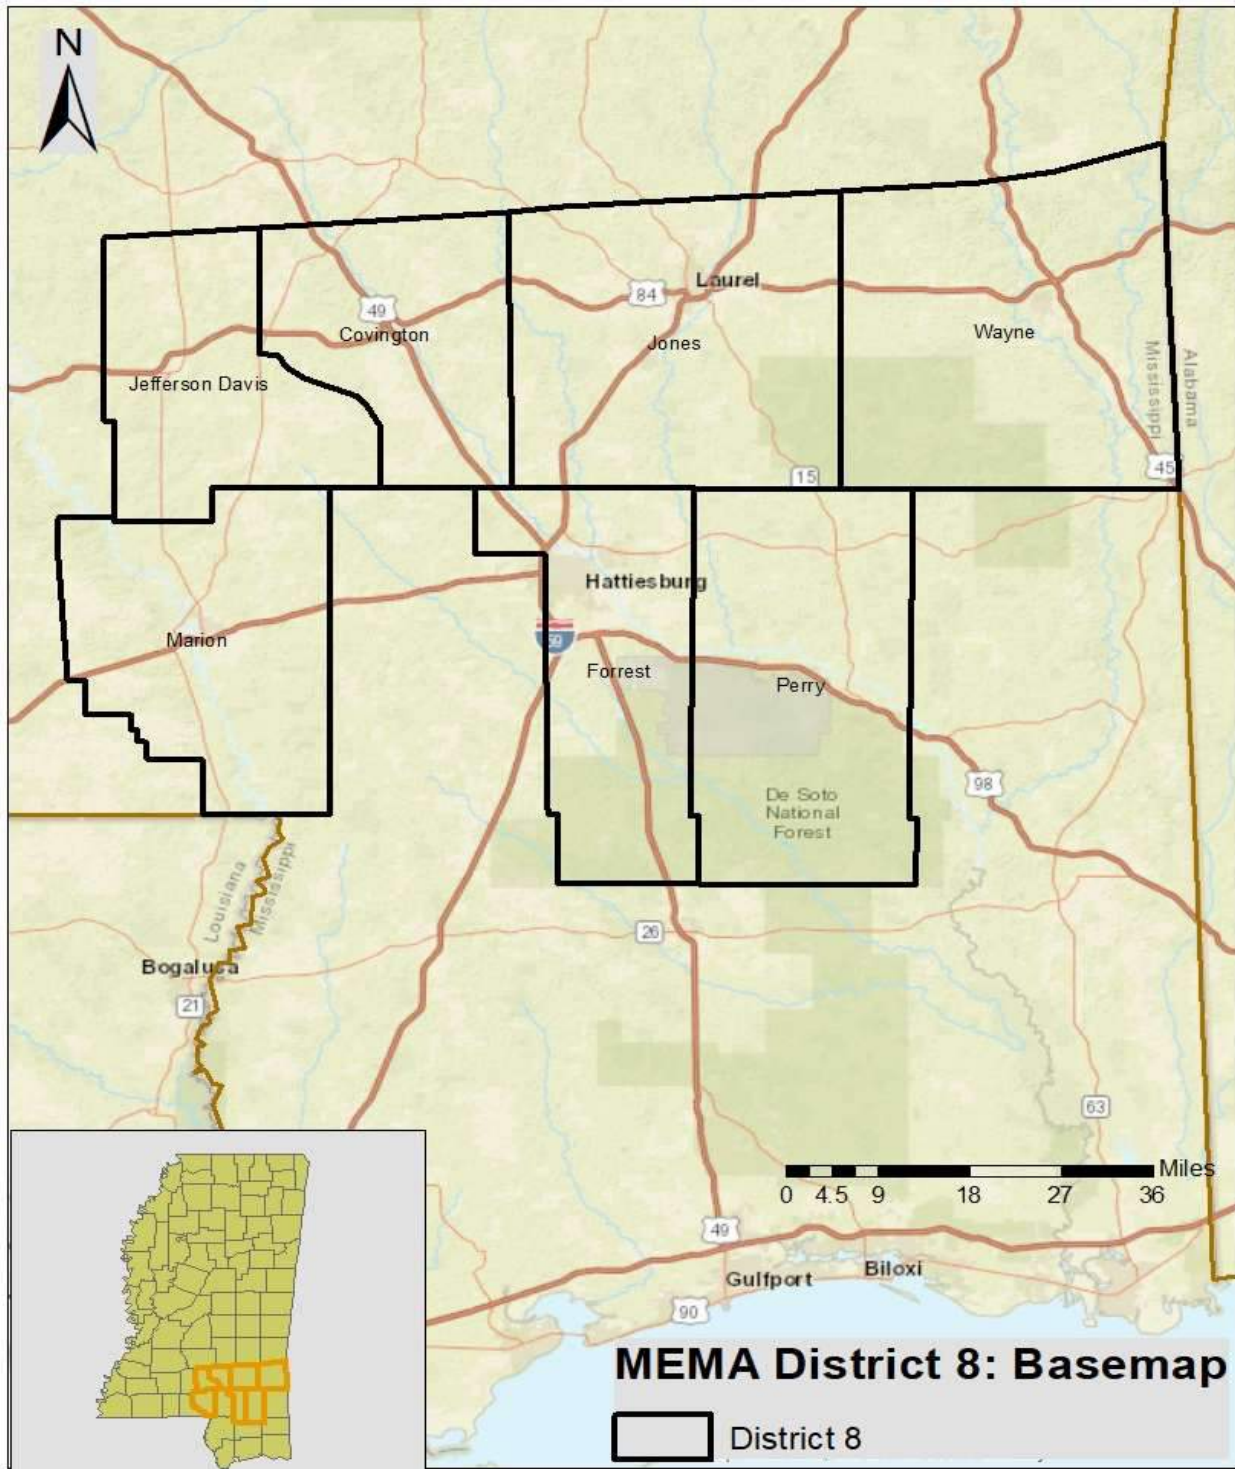 N
Laurel
84
49
Covington
Jones
Wayne
Jefferson Davis
Mississippi
Alabama
45
15
Hattiesburg
59
Marion
Forrest
Perry
98
De Soto
National
Forest
Louisiana
Mississippi
26
Bogalusa
21
63
Miles
0 4.5 9 18 27 36
49
Gulfport
Biloxi
90
MEMA District 8: Basemap
District 8